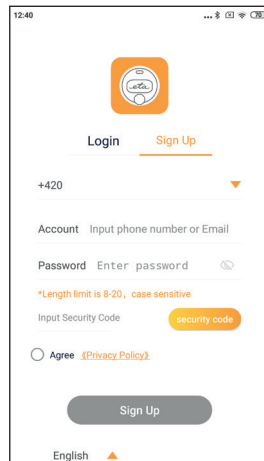 12:40
70
eta
Login Sign Up
+420
Account Input phone number or Email
Password Enter password
*Length limit is 8-20, case sensitive
Input Security Code security code
Agree 《Privacy Policy》
Sign Up
English